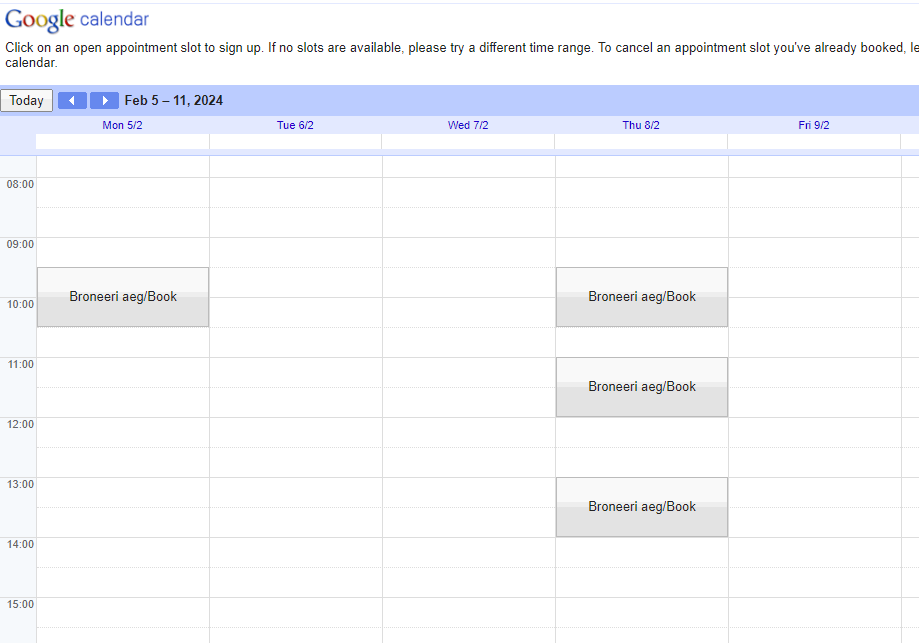 Google calendar
Click on an open appointment slot to sign up. If no slots are available, please try a different time range. To cancel an appointment slot you've already booked, le
calendar.
Today Feb 5 – 11, 2024
Mon 5/2 Tue 6/2 Wed 7/2 Thu 8/2 Fri 9/2
08:00
09:00
Broneeri aeg/Book Broneeri aeg/Book
10:00
11:00
Broneeri aeg/Book
12:00
13:00
Broneeri aeg/Book
14:00
15:00